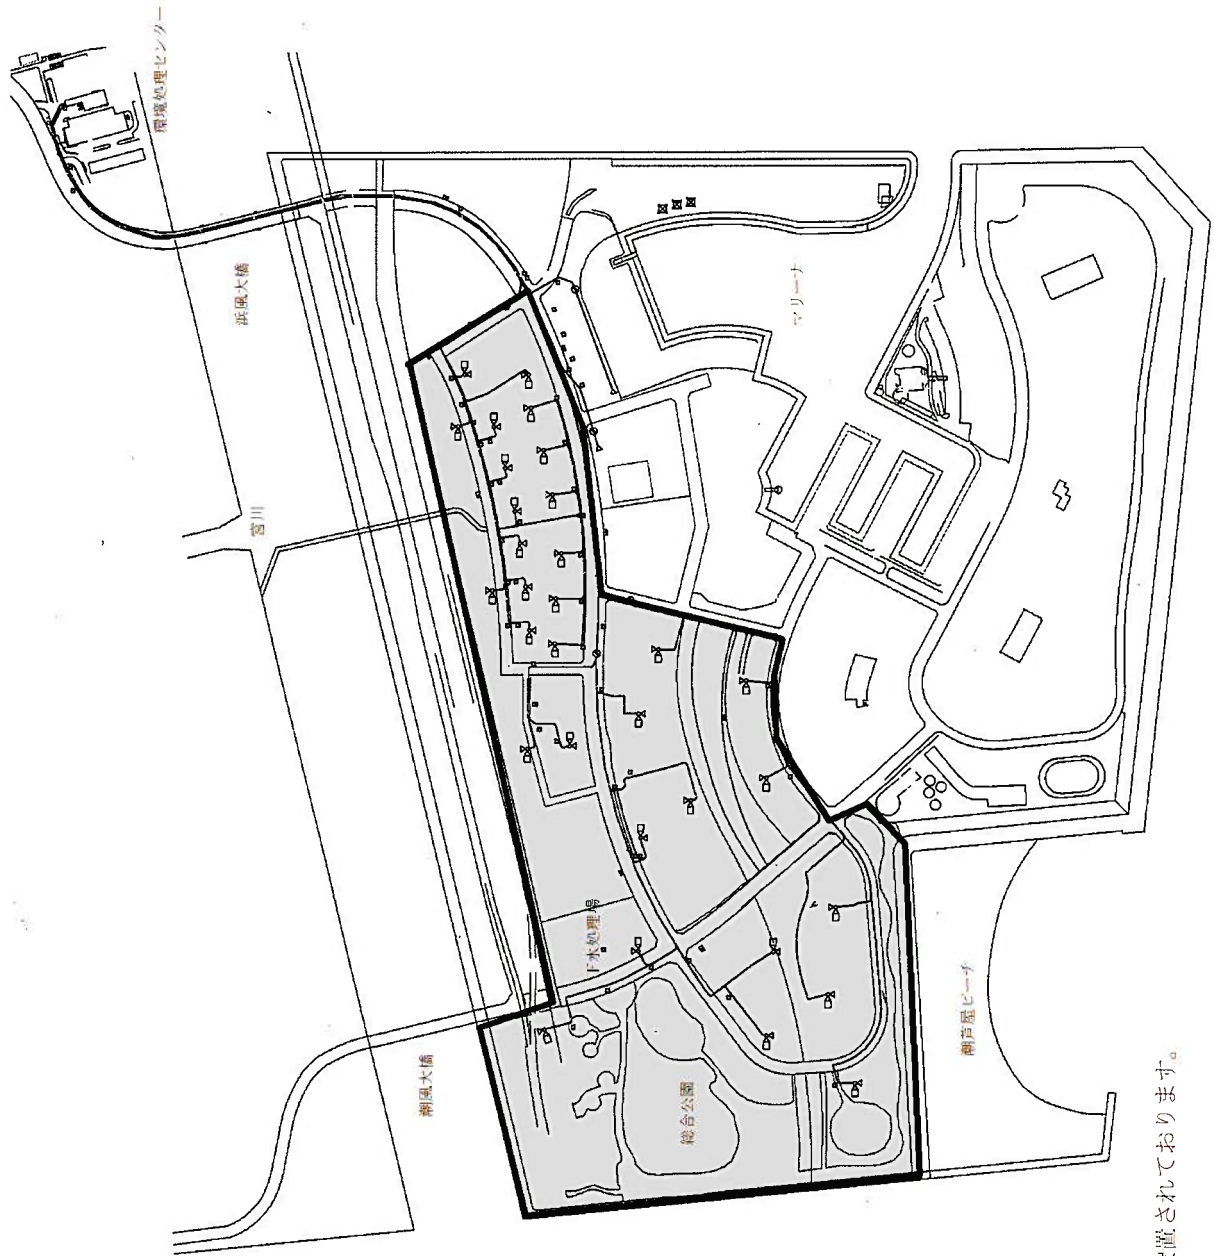 環境処理センター
浜風大橋
宮川
マリーナ
下水処理場
潮風大橋
総合公園
潮芦屋ビーチ
置されております。